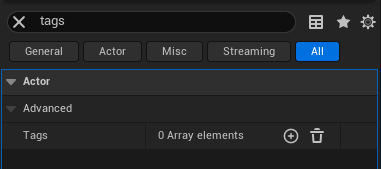 tags
General Actor Misc Streaming All
Actor
Advanced
Tags 0 Array elements